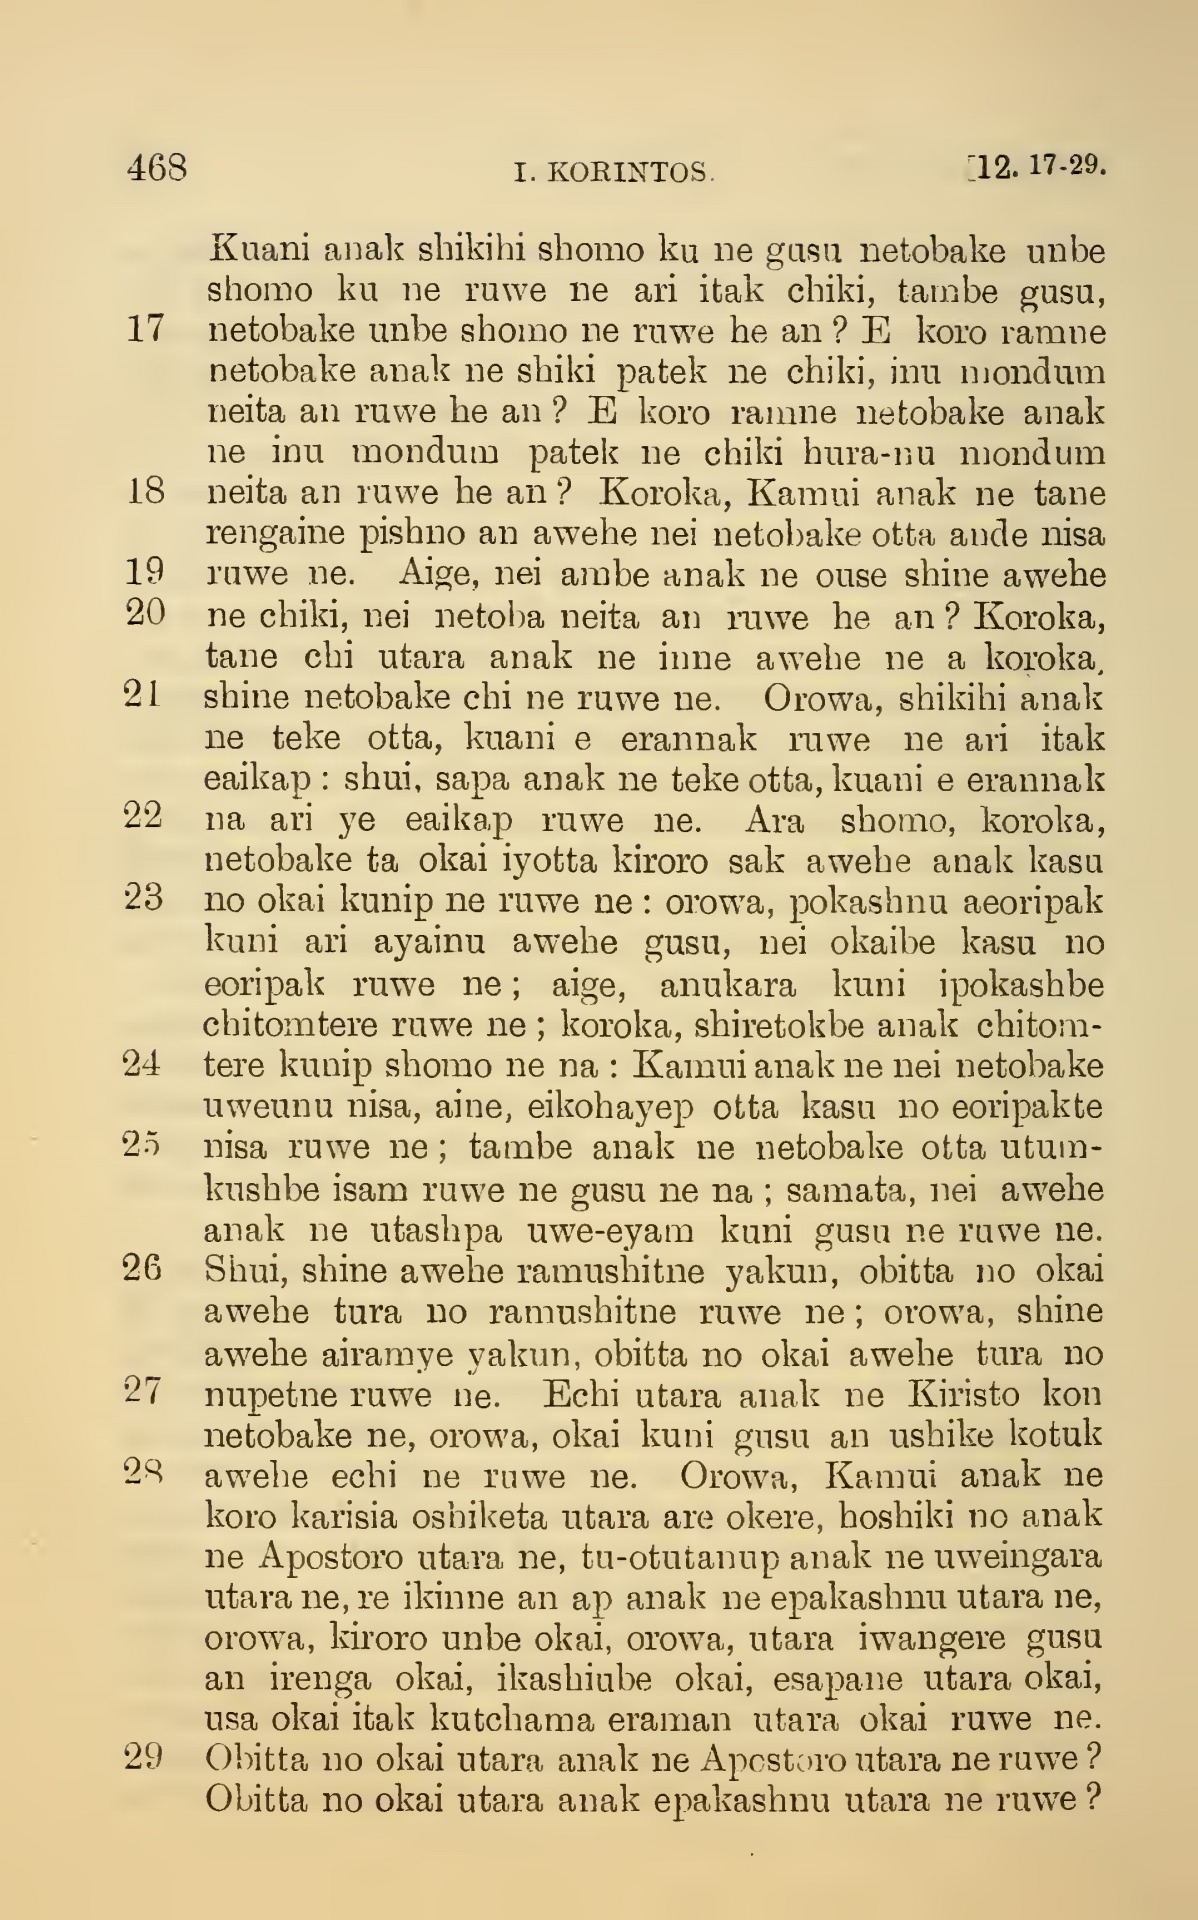 468 I. KORINTOS. [12. 17-29.
Kuani anak shikihi shomo ku ne gusu netobake unbe
shomo ku ne ruwe ne ari itak chiki, tambe gusu,
17 netobake unbe shomo ne ruwe he an ? E koro ramne
netobake anak ne shiki patek ne chiki, inu mondum
neita an ruwe he an ? E koro ramne netobake anak
ne inu mondum patek ne chiki hura-nu mondum
18 neita an ruwe he an ? Koroka, Kamui anak ne tane
rengaine pishno an awehe nei netobake otta ande nisa
19 ruwe ne. Aige, nei ambe anak ne ouse shine awehe
20 ne chiki, nei netoba neita an ruwe he an ? Koroka,
tane chi utara anak ne inne awehe ne a koroka,
21 shine netobake chi ne ruwe ne. Orowa, shikihi anak
ne teke otta, kuani e erannak ruwe ne ari itak
eaikap : shui, sapa anak ne teke otta, kuani e erannak
22 na ari ye eaikap ruwe ne. Ara shomo, koroka,
netobake ta okai iyotta kiroro sak awehe anak kasu
23 no okai kunip ne ruwe ne : orowa, pokashnu aeoripak
kuni ari ayainu awehe gusu, nei okaibe kasu no
eoripak ruwe ne ; aige, anukara kuni ipokashbe
chitomtere ruwe ne ; koroka, shiretokbe anak chitom-
24 tere kunip shomo ne na : Kamui anak ne nei netobake
uweunu nisa, aine, eikohayep otta kasu no eoripakte
25 nisa ruwe ne ; tambe anak ne netobake otta utum-
kushbe isam ruwe ne gusu ne na ; samata, nei awehe
anak ne utashpa uwe-eyam kuni gusu ne ruwe ne.
26 Shui, shine awehe ramushitne yakun, obitta no okai
awehe tura no ramushitne ruwe ne ; orowa, shine
awehe airamye yakun, obitta no okai awehe tura no
27 nupetne ruwe ne. Echi utara anak ne Kiristo kon
netobake ne, orowa, okai kuni gusu an ushike kotuk
28 awehe echi ne ruwe ne. Orowa, Kamui anak ne
koro karisia oshiketa utara are okere, hoshiki no anak
ne Apostoro utara ne, tu-otutanup anak ne uweingara
utara ne, re ikinne an ap anak ne epakashnu utara ne,
orowa, kiroro unbe okai, orowa, utara iwangere gusu
an irenga okai, ikashiube okai, esapane utara okai,
usa okai itak kutchama eraman utara okai ruwe ne.
29 Obitta no okai utara anak ne Apostoro utara ne ruwe ?
Obitta no okai utara anak epakashnu utara ne ruwe ?